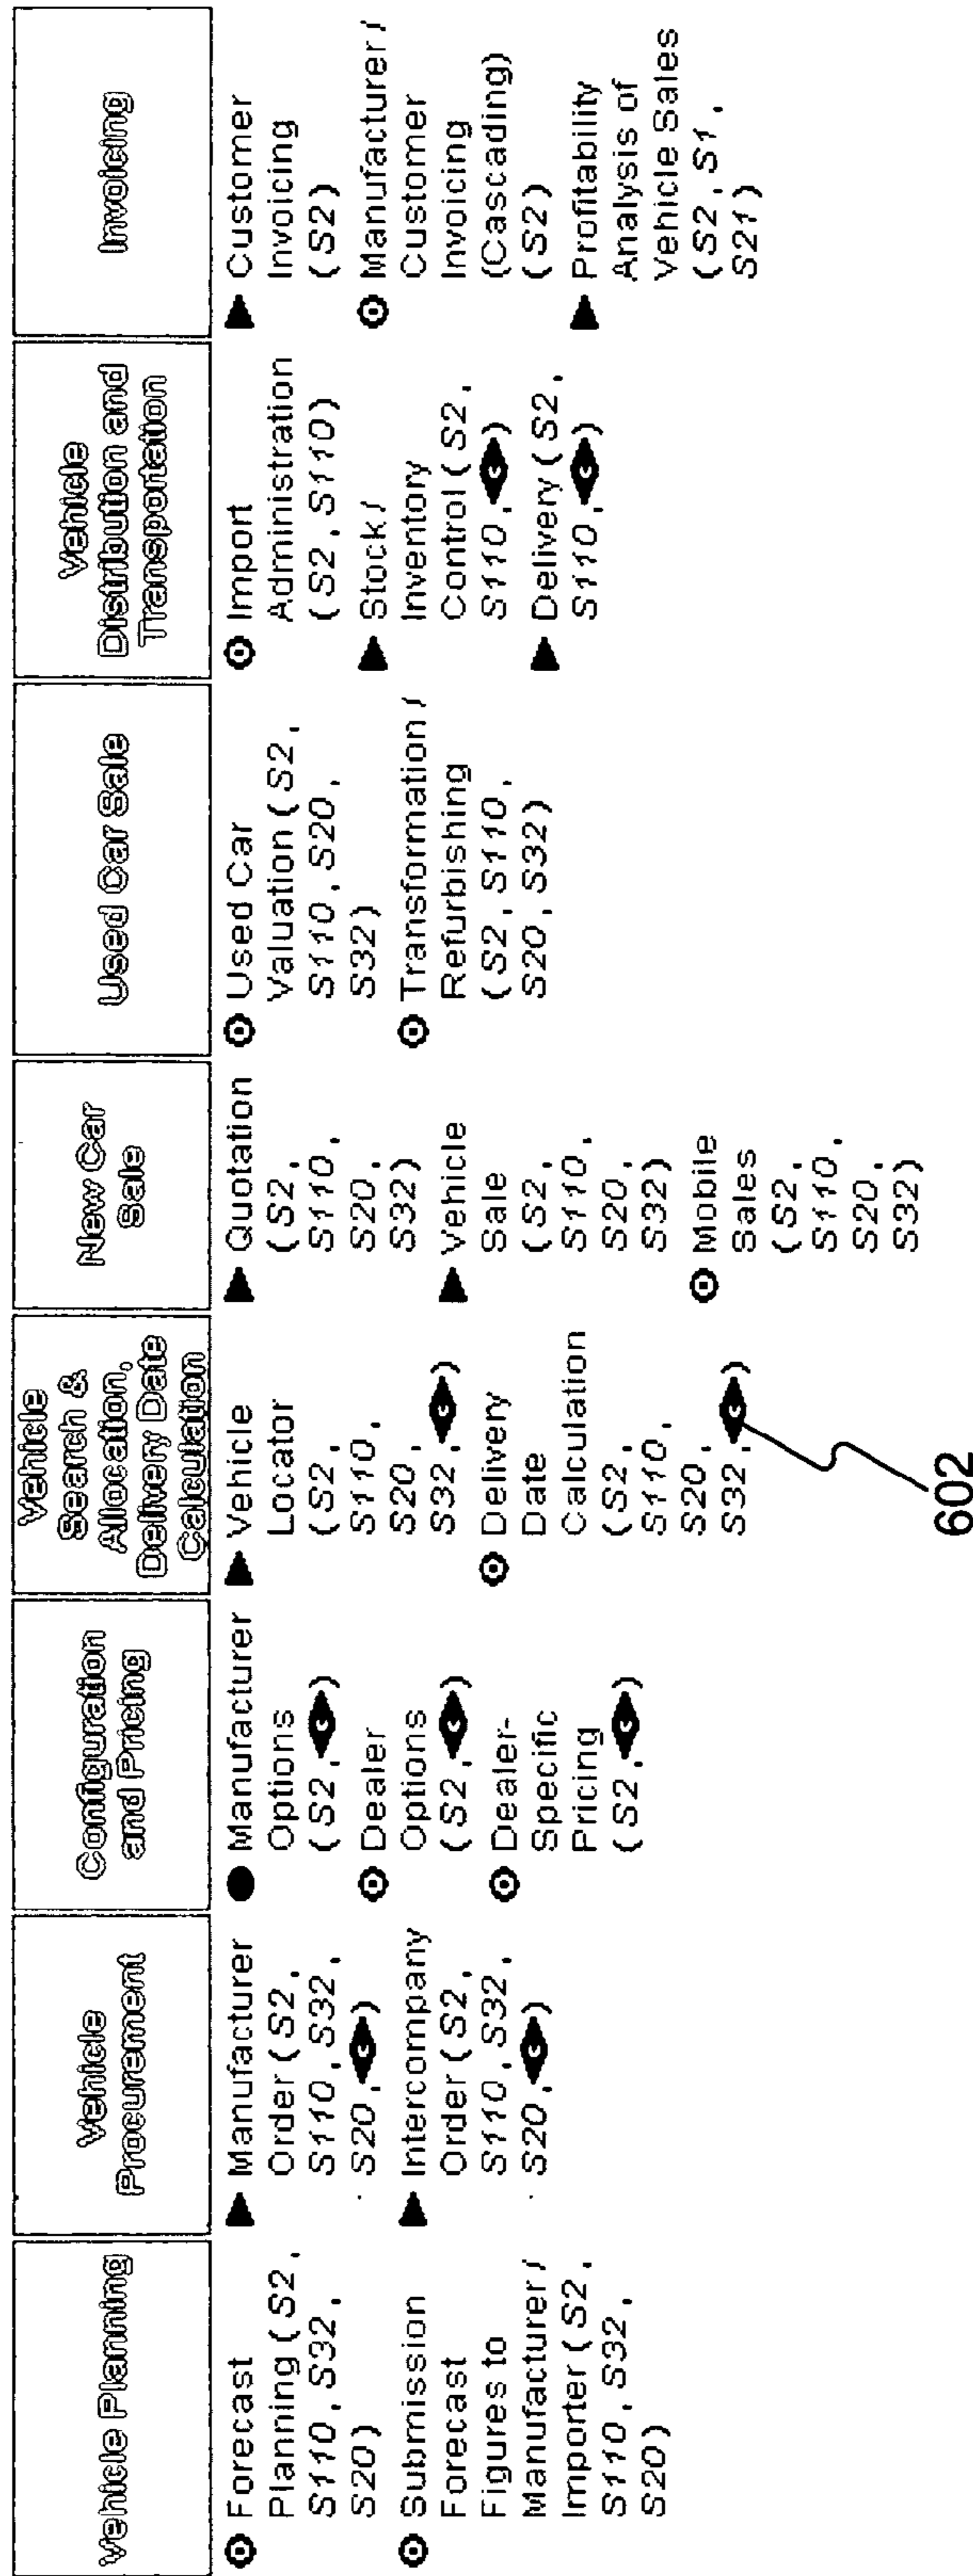 Vehicle Planning
Forecast
Planning (S2,
S110, S32,
S20)
Submission
Forecast
Figures to
Manufacturer /
Importer (S2,
S110, S32,
S20)
Vehicle
Procurement
Manufacturer
Order (S2,
S110, S32,
S20, C)
Intercompany
Order (S2,
S110, S32,
S20, C)
Configuration
and Pricing
Manufacturer
Options
(S2, C)
Dealer
Options
(S2, C)
Dealer-
Specific
Pricing
(S2, C)
Vehicle
Search &
Allocation,
Delivery Date
Calculation
Vehicle
Locator
(S2,
S110,
S20,
S32, C)
Delivery
Date
Calculation
(S2,
S110,
S20,
S32, C)
602
New Car
Sale
Quotation
(S2,
S110,
S20,
S32)
Vehicle
Sale
(S2,
S110,
S20,
S32)
Mobile
Sales
(S2,
S110,
S20,
S32)
Used Car Sale
Used Car
Valuation (S2,
S110, S20,
S32)
Transformation /
Refurbishing
(S2, S110,
S20, S32)
Vehicle
Distribution and
Transportation
Import
Administration
(S2, S110)
Stock /
Inventory
Control (S2,
S110, C)
Delivery (S2,
S110, C)
Invoicing
Customer
Invoicing
(S2)
Manufacturer /
Customer
Invoicing
(Cascading)
(S2)
Profitability
Analysis of
Vehicle Sales
(S2, S1,
S21)